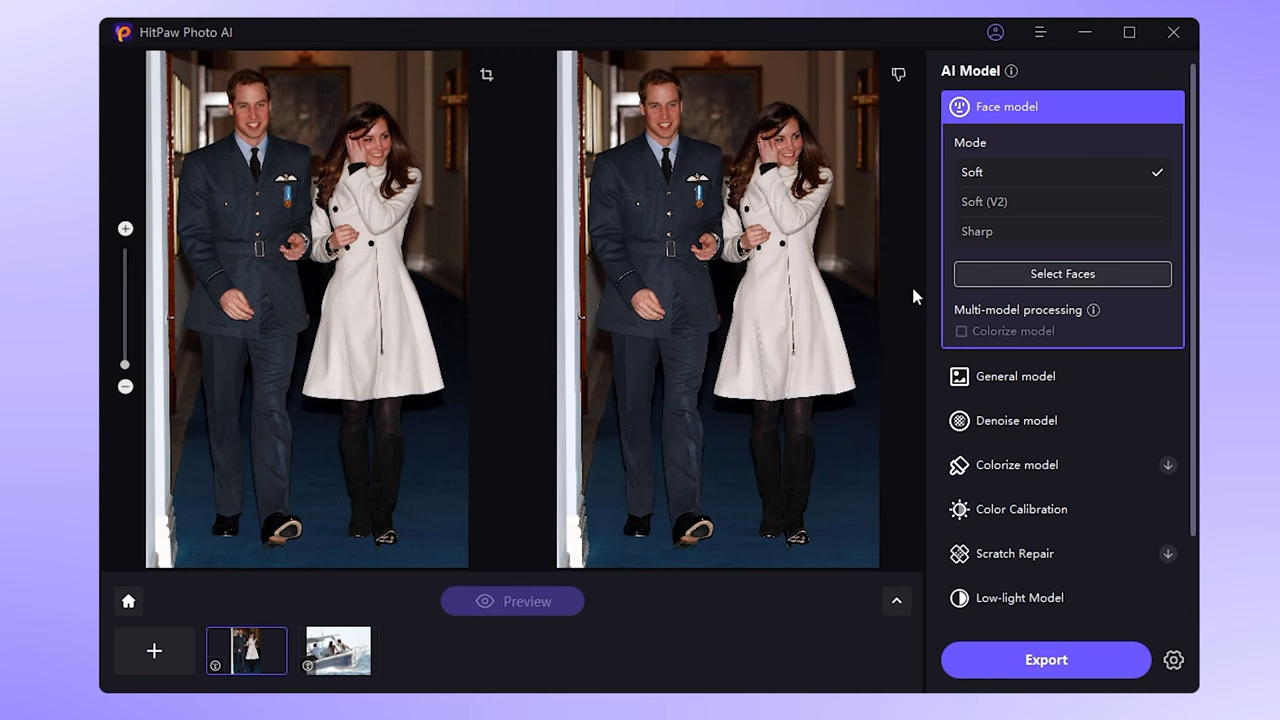 HitPaw Photo AI
AI Model
Face model
Mode
Soft
Soft (V2)
Sharp
Select Faces
Multi-model processing
Colorize model
General model
Denoise model
Colorize model
Color Calibration
Scratch Repair
Low-light Model
Preview
Export